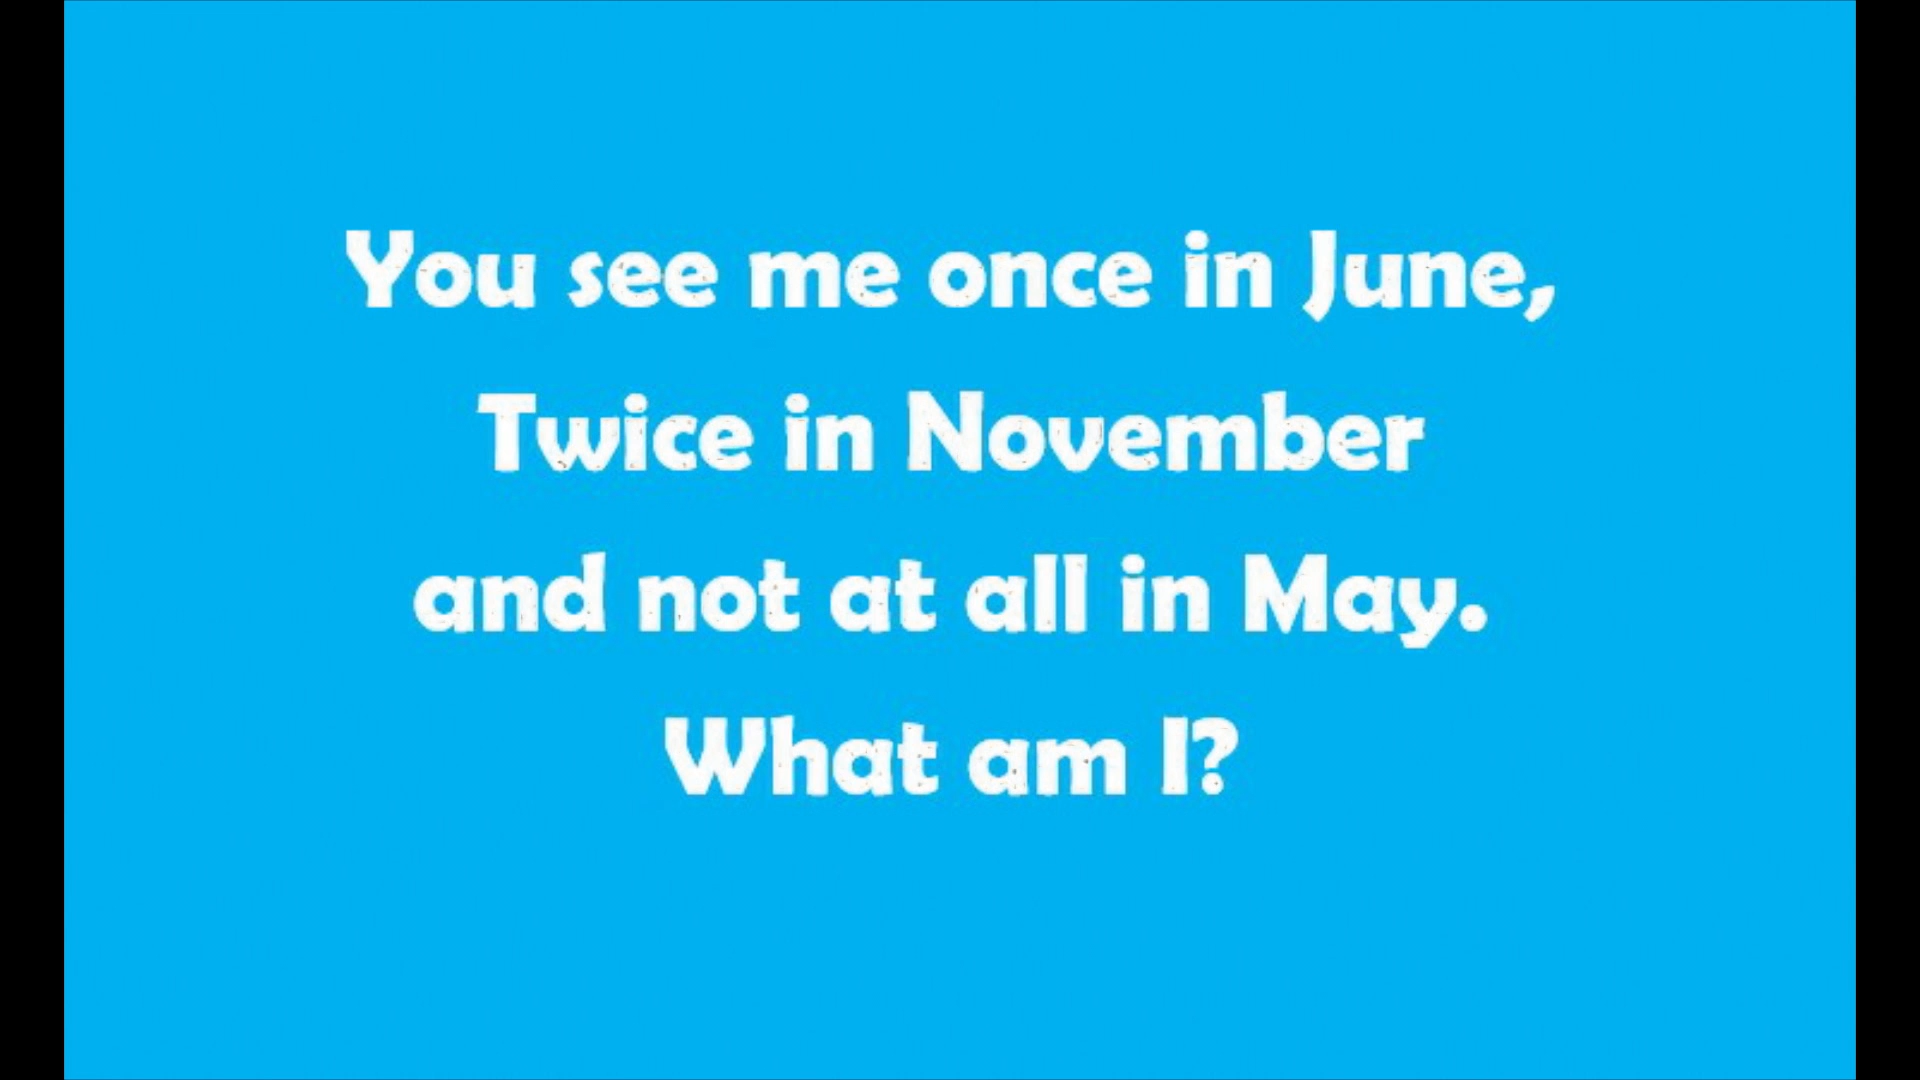 You see me once in June,
Twice in November
and not at all in May.
What am I?